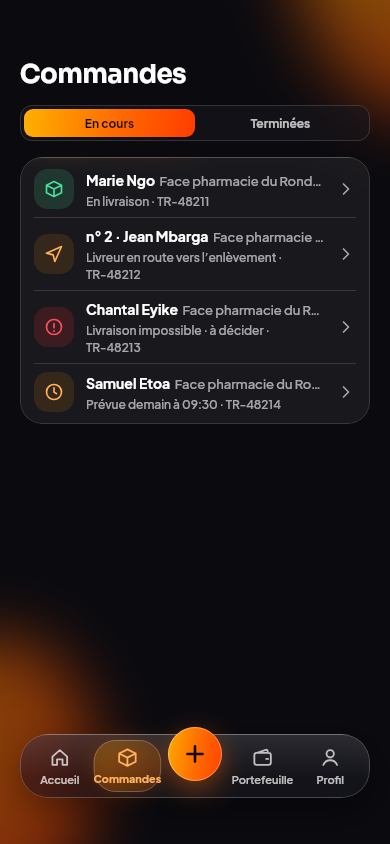 Commandes
En cours Terminées
Marie Ngo Face pharmacie du Rond...
En livraison · TR-48211
n° 2 · Jean Mbarga Face pharmacie ...
Livreur en route vers l'enlèvement ·
TR-48212
Chantal Eyike Face pharmacie du R...
Livraison impossible · à décider ·
TR-48213
Samuel Etoa Face pharmacie du Ro...
Prévue demain à 09:30 · TR-48214
Accueil Commandes Portefeuille Profil